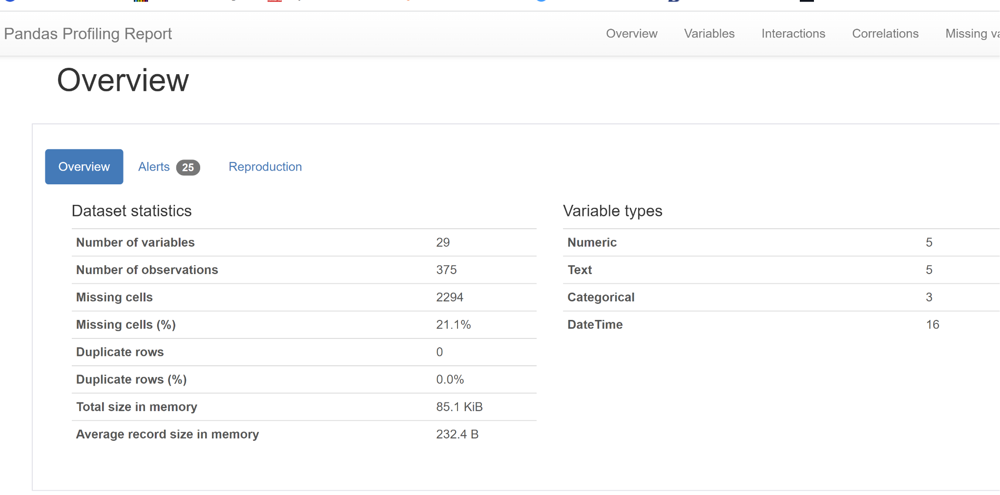 Pandas Profiling Report Overview Variables Interactions Correlations Missing va
Overview
Overview Alerts 25 Reproduction
Dataset statistics
Number of variables 29
Number of observations 375
Missing cells 2294
Missing cells (%) 21.1%
Duplicate rows 0
Duplicate rows (%) 0.0%
Total size in memory 85.1 KiB
Average record size in memory 232.4 B
Variable types
Numeric 5
Text 5
Categorical 3
DateTime 16